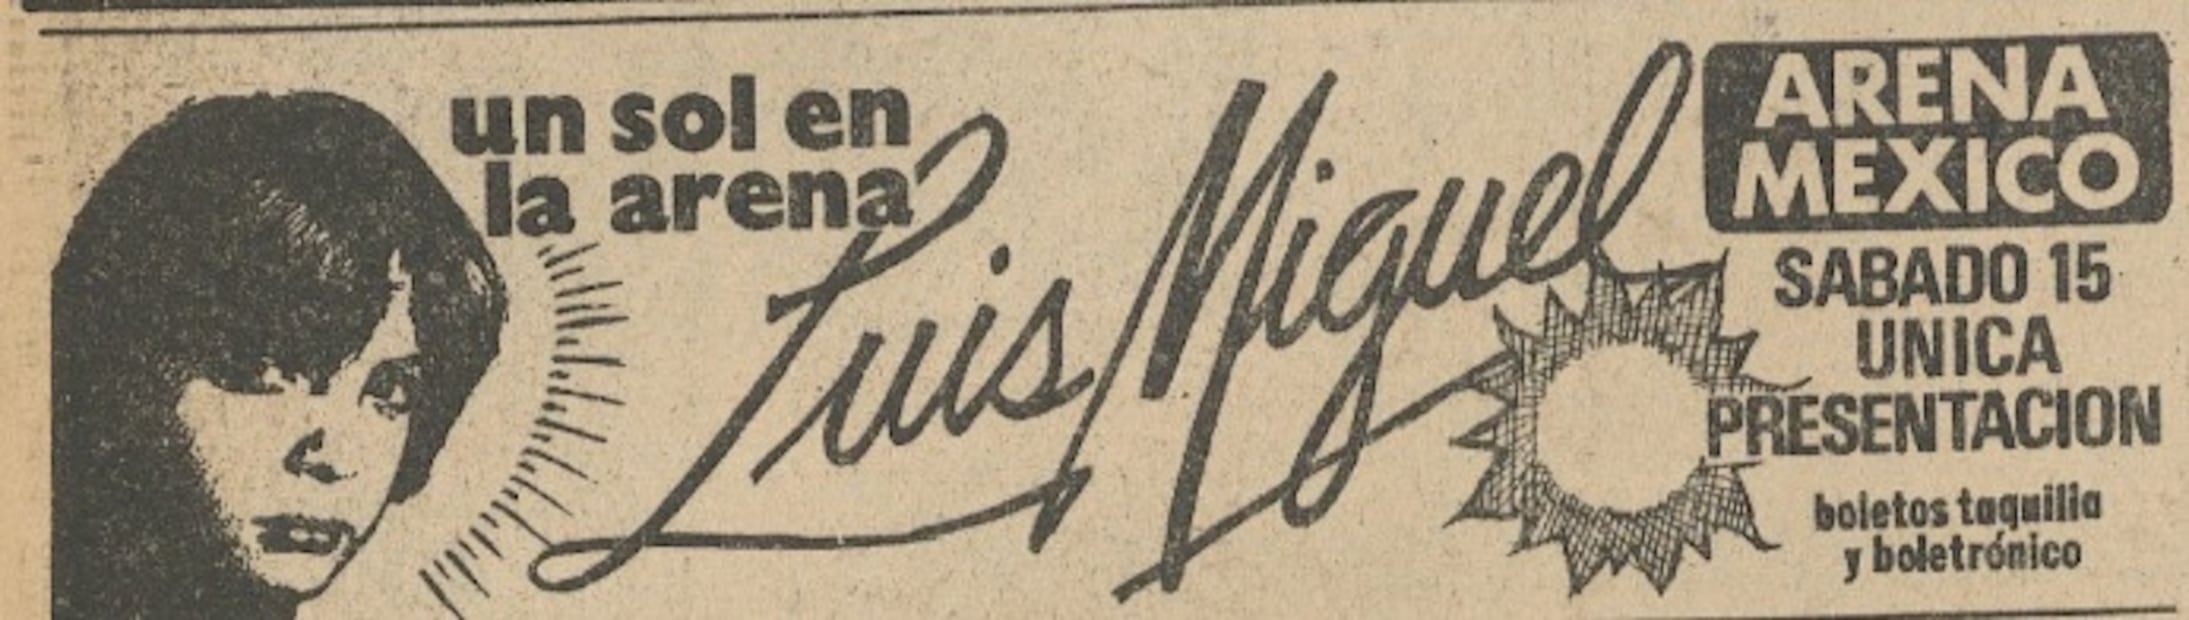 un sol en
la arena
Luis Miguel
ARENA
MEXICO
SABADO 15
UNICA
PRESENTACION
boletos taquilla
y boletrónico